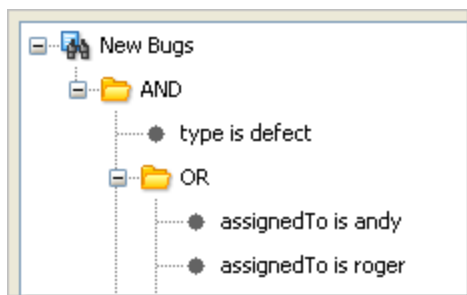 New Bugs
AND
type is defect
OR
assignedTo is andy
assignedTo is roger